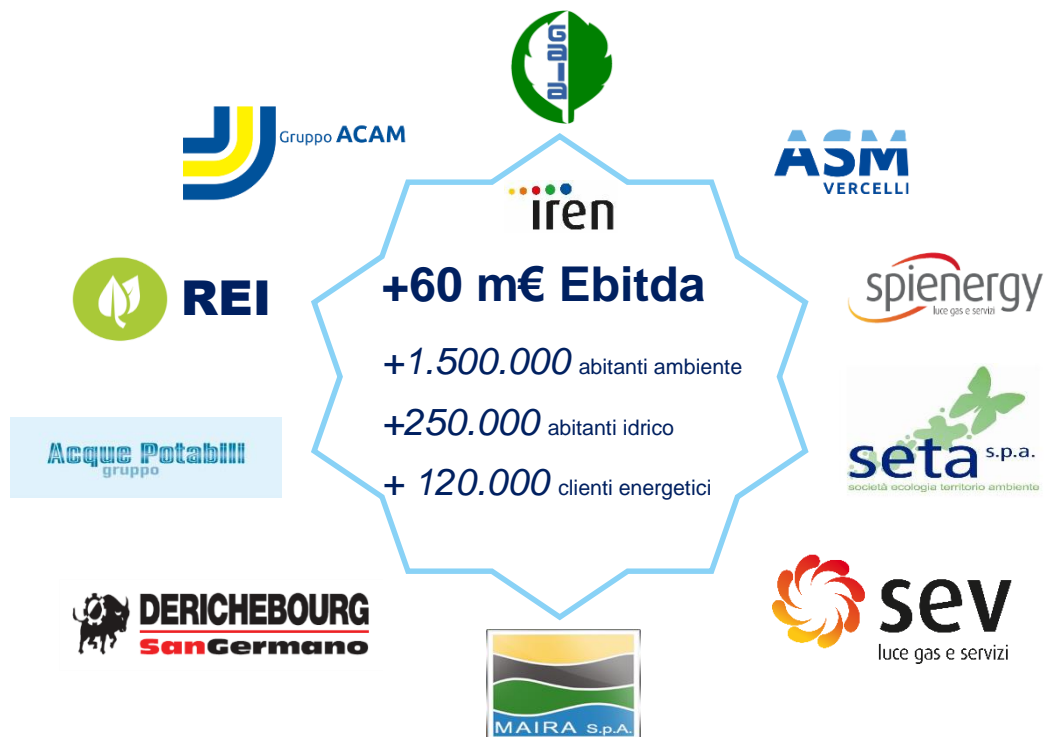 Gaia
Gruppo ACAM
ASM
VERCELLI
iren
REI
+60 m€ Ebitda
spienergy
luce gas e servizi
+1.500.000 abitanti ambiente
+250.000 abitanti idrico
+ 120.000 clienti energetici
Acque Potabili
gruppo
seta s.p.a.
società ecologia territorio ambiente
DERICHEBOURG
SanGermano
sev
luce gas e servizi
MAIRA S.p.A.